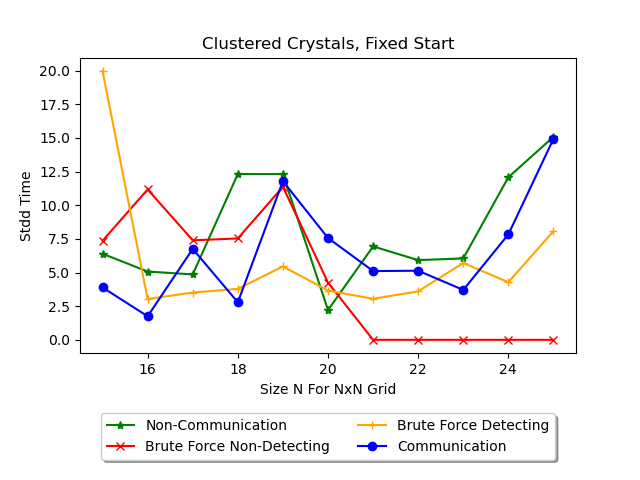 Clustered Crystals, Fixed Start
20.0
17.5
15.0
12.5
10.0
7.5
5.0
2.5
0.0
Stdd Time
16 18 20 22 24
Size N For NxN Grid
Non-Communication Brute Force Detecting
Brute Force Non-Detecting Communication